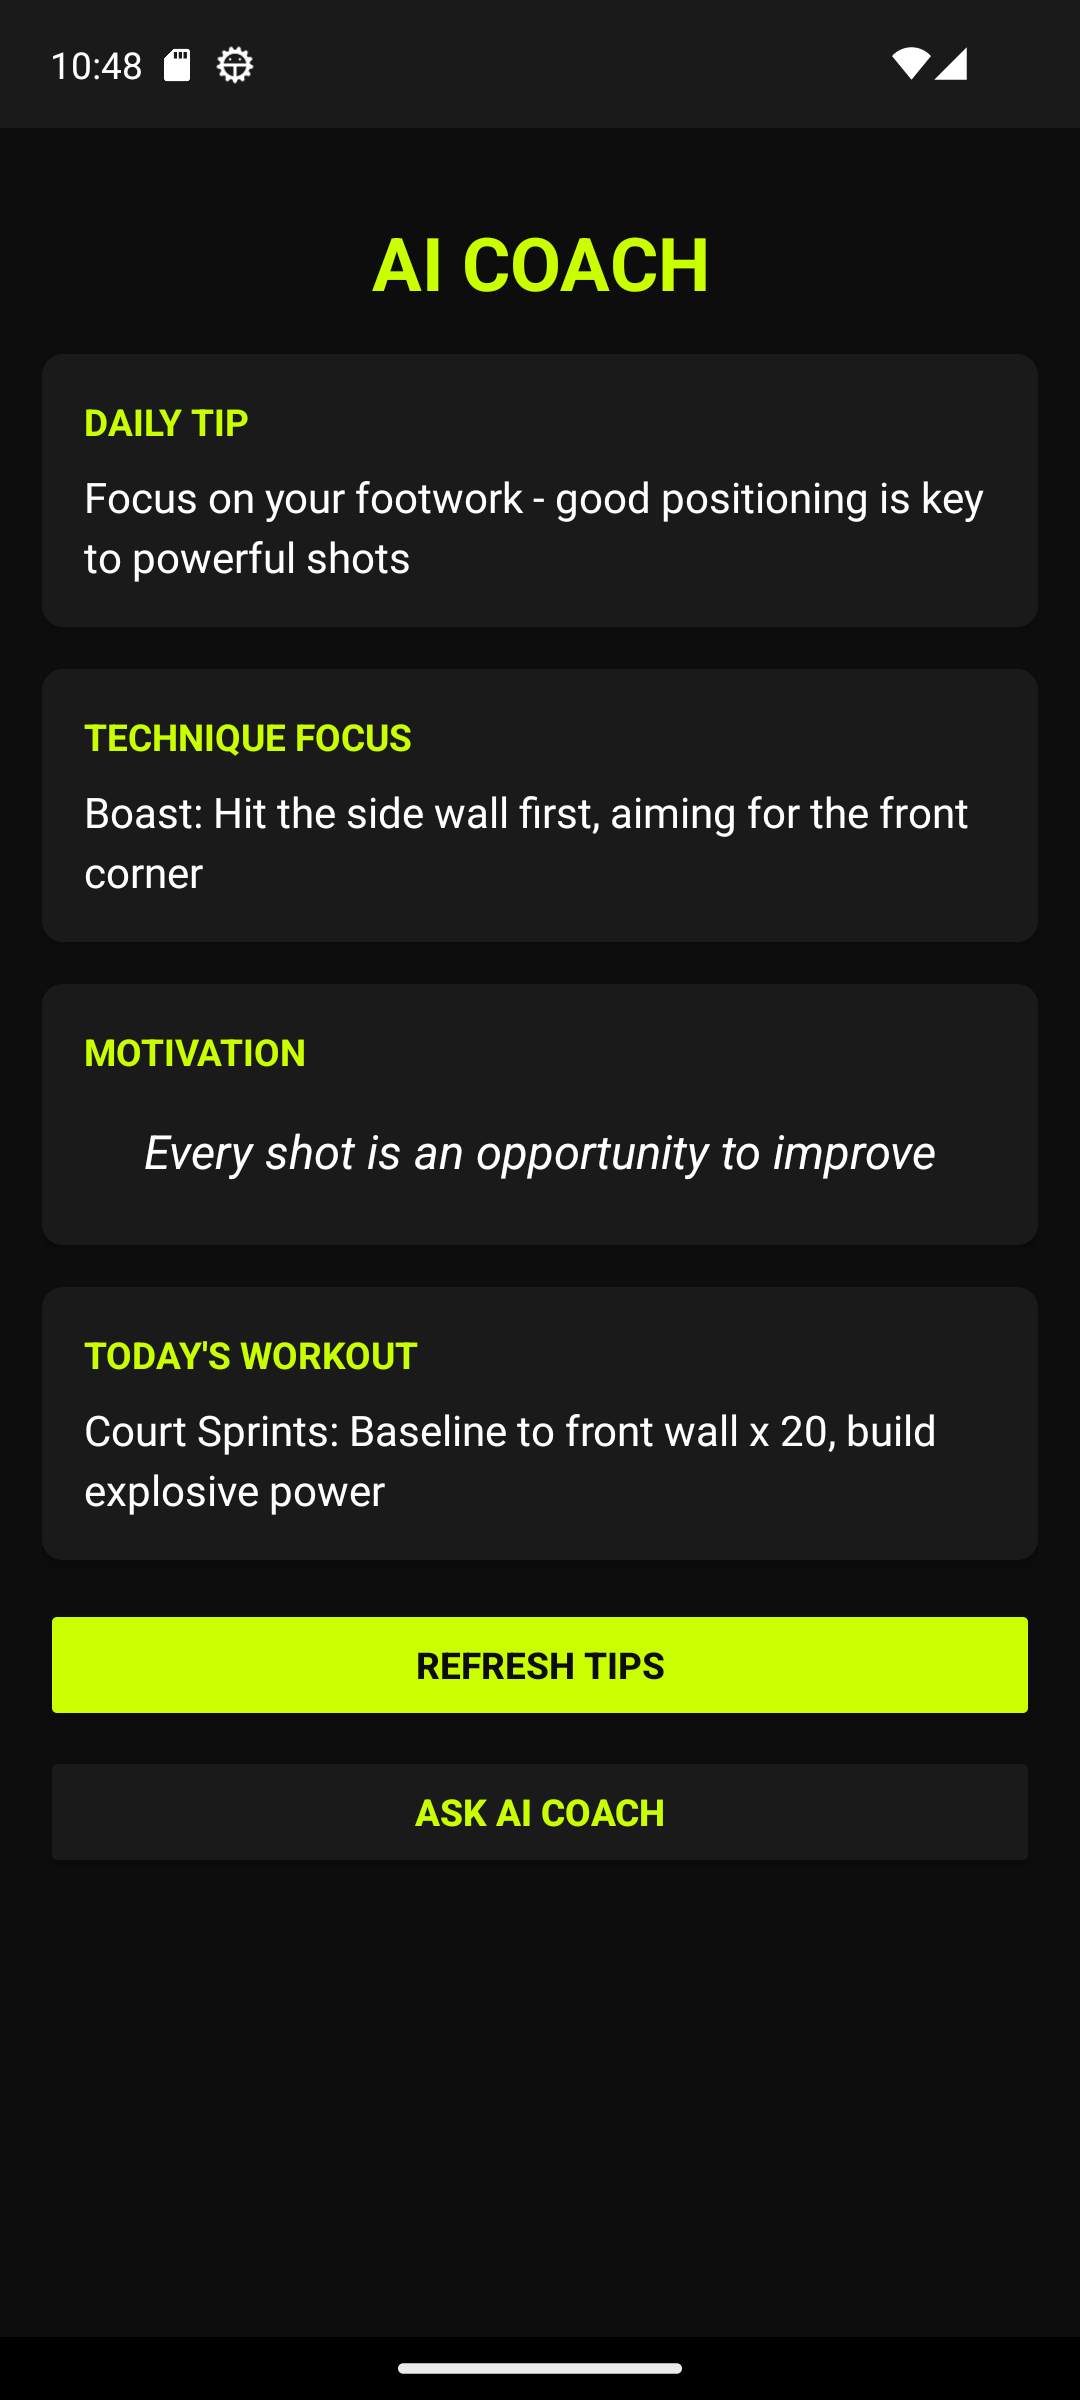 10:48
AI COACH
DAILY TIP
Focus on your footwork - good positioning is key
to powerful shots
TECHNIQUE FOCUS
Boast: Hit the side wall first, aiming for the front
corner
MOTIVATION
Every shot is an opportunity to improve
TODAY'S WORKOUT
Court Sprints: Baseline to front wall x 20, build
explosive power
REFRESH TIPS
ASK AI COACH